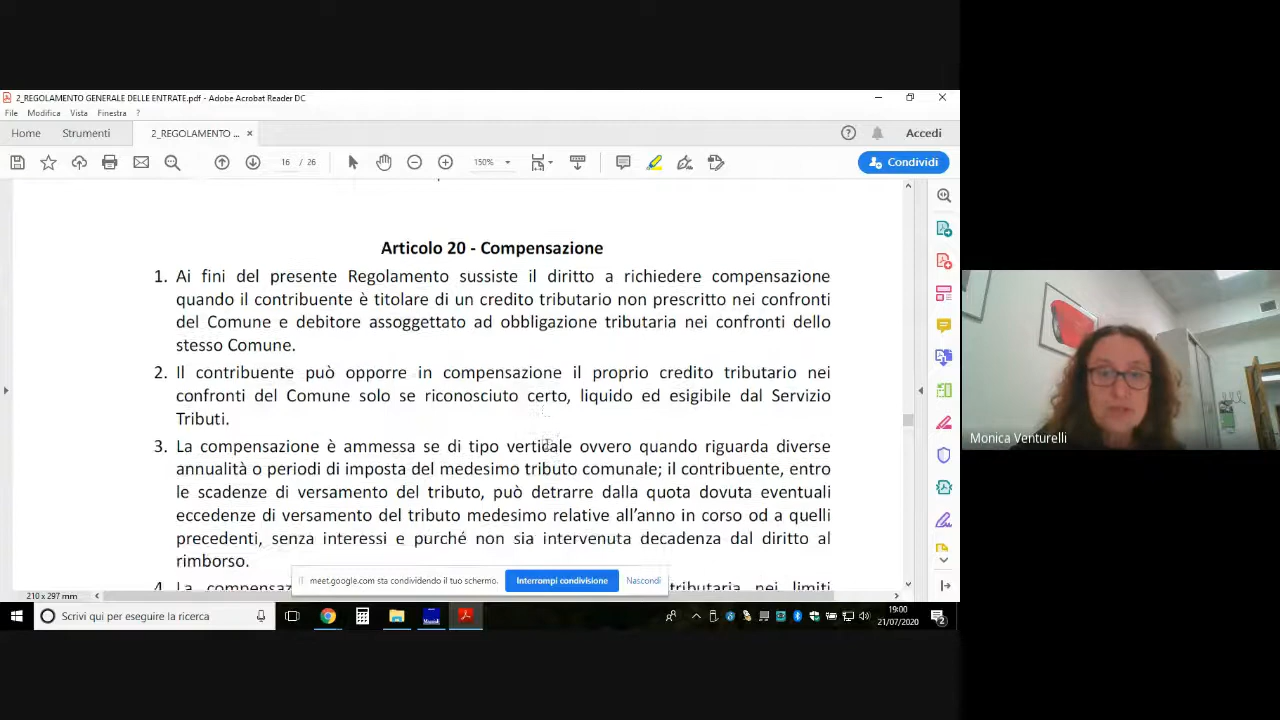 2_REGOLAMENTO GENERALE DELLE ENTRATE.pdf - Adobe Acrobat Reader DC
File Modifica Vista Finestra ?
Home Strumenti 2_REGOLAMENTO ... × Accedi
16 / 26 150% Condividi
Articolo 20 - Compensazione
1. Ai fini del presente Regolamento sussiste il diritto a richiedere compensazione
quando il contribuente è titolare di un credito tributario non prescritto nei confronti
del Comune e debitore assoggettato ad obbligazione tributaria nei confronti dello
stesso Comune.
2. Il contribuente può opporre in compensazione il proprio credito tributario nei
confronti del Comune solo se riconosciuto certo, liquido ed esigibile dal Servizio
Tributi.
3. La compensazione è ammessa se di tipo verticale ovvero quando riguarda diverse
annualità o periodi di imposta del medesimo tributo comunale; il contribuente, entro
le scadenze di versamento del tributo, può detrarre dalla quota dovuta eventuali
eccedenze di versamento del tributo medesimo relative all'anno in corso od a quelli
precedenti, senza interessi e purché non sia intervenuta decadenza dal diritto al
rimborso.
4. La nei limiti
meet.google.com sta condividendo il tuo schermo. Interrompi condivisione Nascondi
210 x 297 mm
Scrivi qui per eseguire la ricerca
19:00
21/07/2020
2
Monica Venturelli